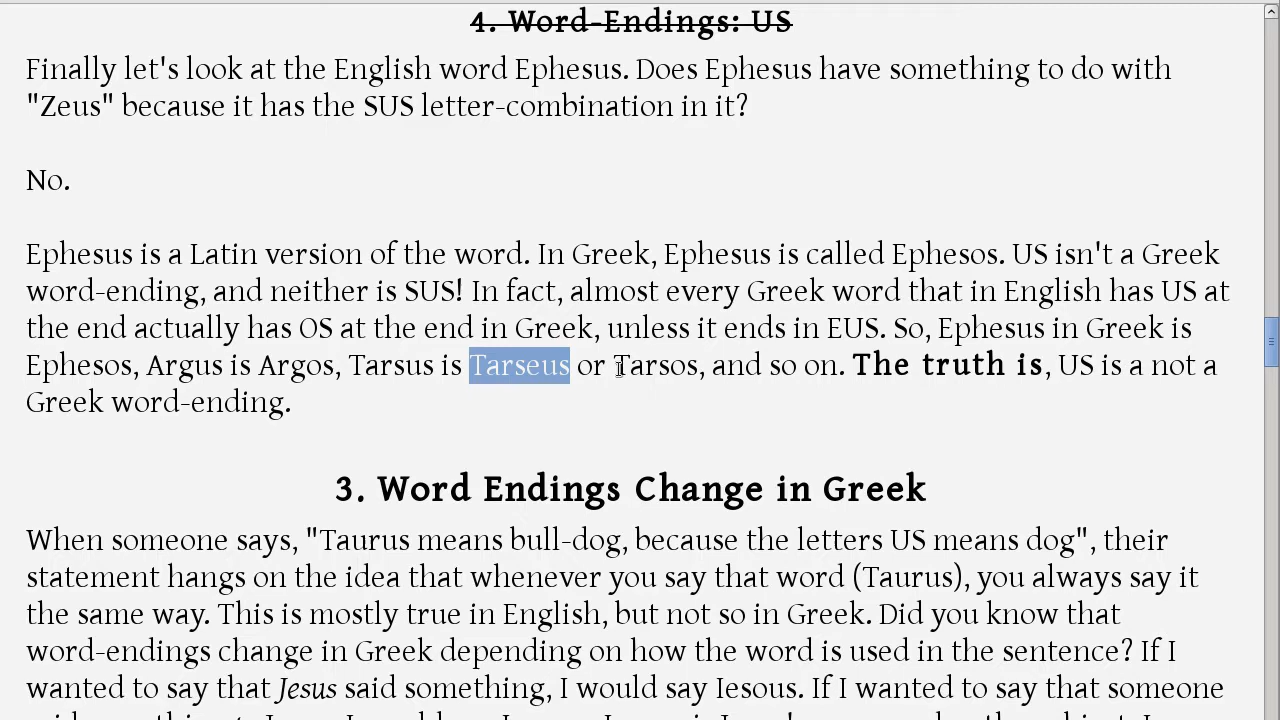 4. Word-Endings: US
Finally let's look at the English word Ephesus. Does Ephesus have something to do with
"Zeus" because it has the SUS letter-combination in it?
No.
Ephesus is a Latin version of the word. In Greek, Ephesus is called Ephesos. US isn't a Greek
word-ending, and neither is SUS! In fact, almost every Greek word that in English has US at
the end actually has OS at the end in Greek, unless it ends in EUS. So, Ephesus in Greek is
Ephesos, Argus is Argos, Tarsus is Tarseus or Tarsos, and so on. The truth is, US is a not a
Greek word-ending.
3. Word Endings Change in Greek
When someone says, "Taurus means bull-dog, because the letters US means dog", their
statement hangs on the idea that whenever you say that word (Taurus), you always say it
the same way. This is mostly true in English, but not so in Greek. Did you know that
word-endings change in Greek depending on how the word is used in the sentence? If I
wanted to say that Jesus said something, I would say Iesous. If I wanted to say that someone